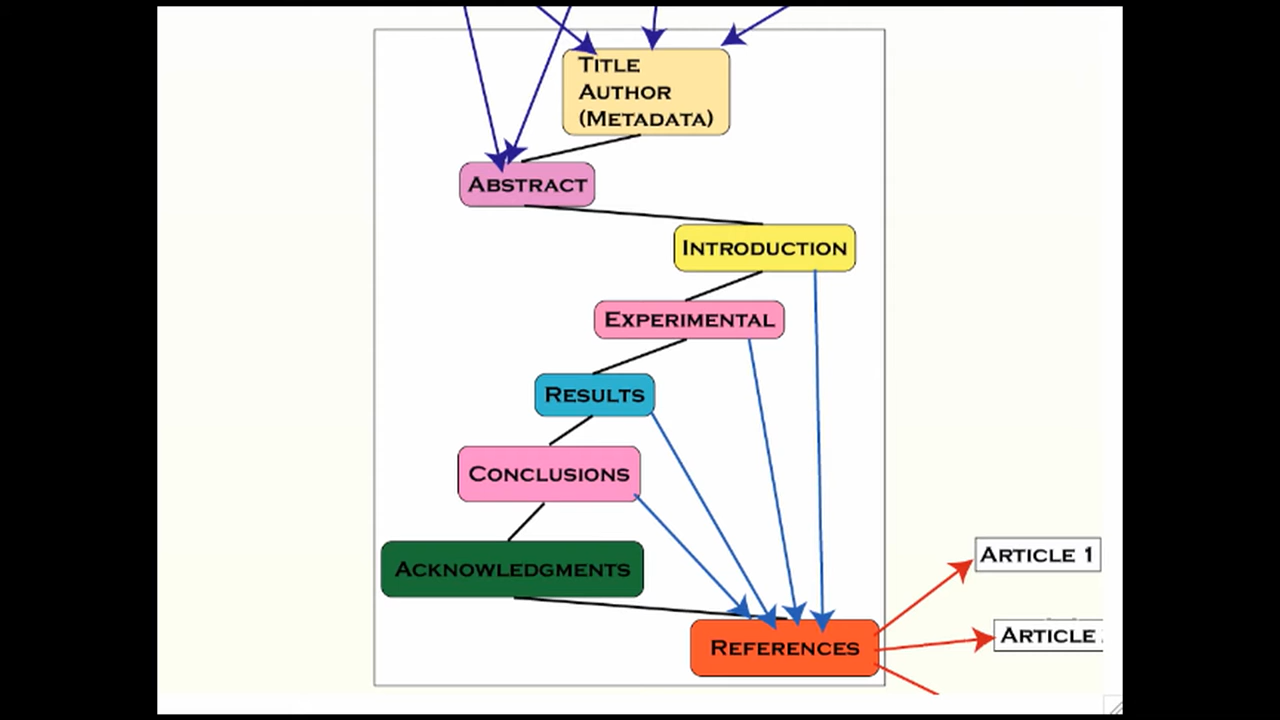 TITLE
AUTHOR
(METADATA)
ABSTRACT
INTRODUCTION
EXPERIMENTAL
RESULTS
CONCLUSIONS
ACKNOWLEDGMENTS
ARTICLE 1
ARTICLE
REFERENCES